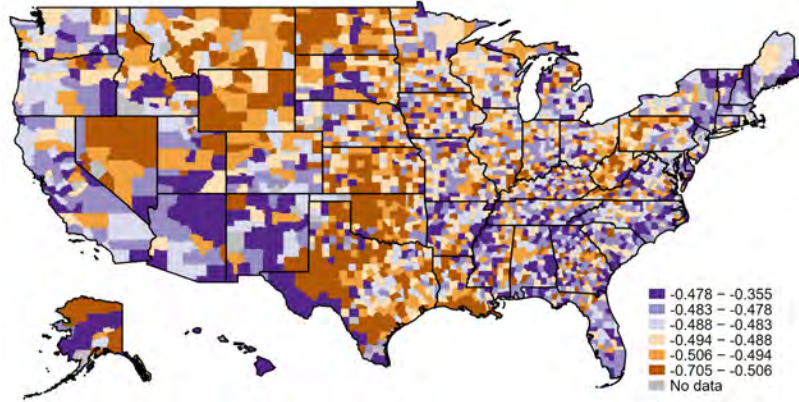 -0.478 – -0.355
-0.483 – -0.478
-0.488 – -0.483
-0.494 – -0.488
-0.506 – -0.494
-0.705 – -0.506
No data